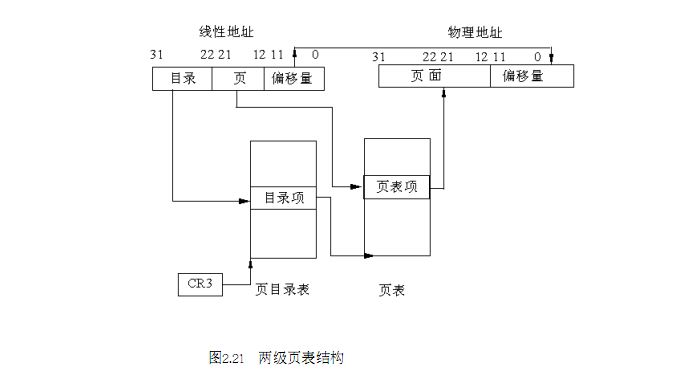 线性地址 物理地址
31 22 21 12 11 0
31 22 21 12 11 0
目录 页 偏移量
页面 偏移量
目录项
页表项
CR3
页目录表 页表
图2.21 两级页表结构